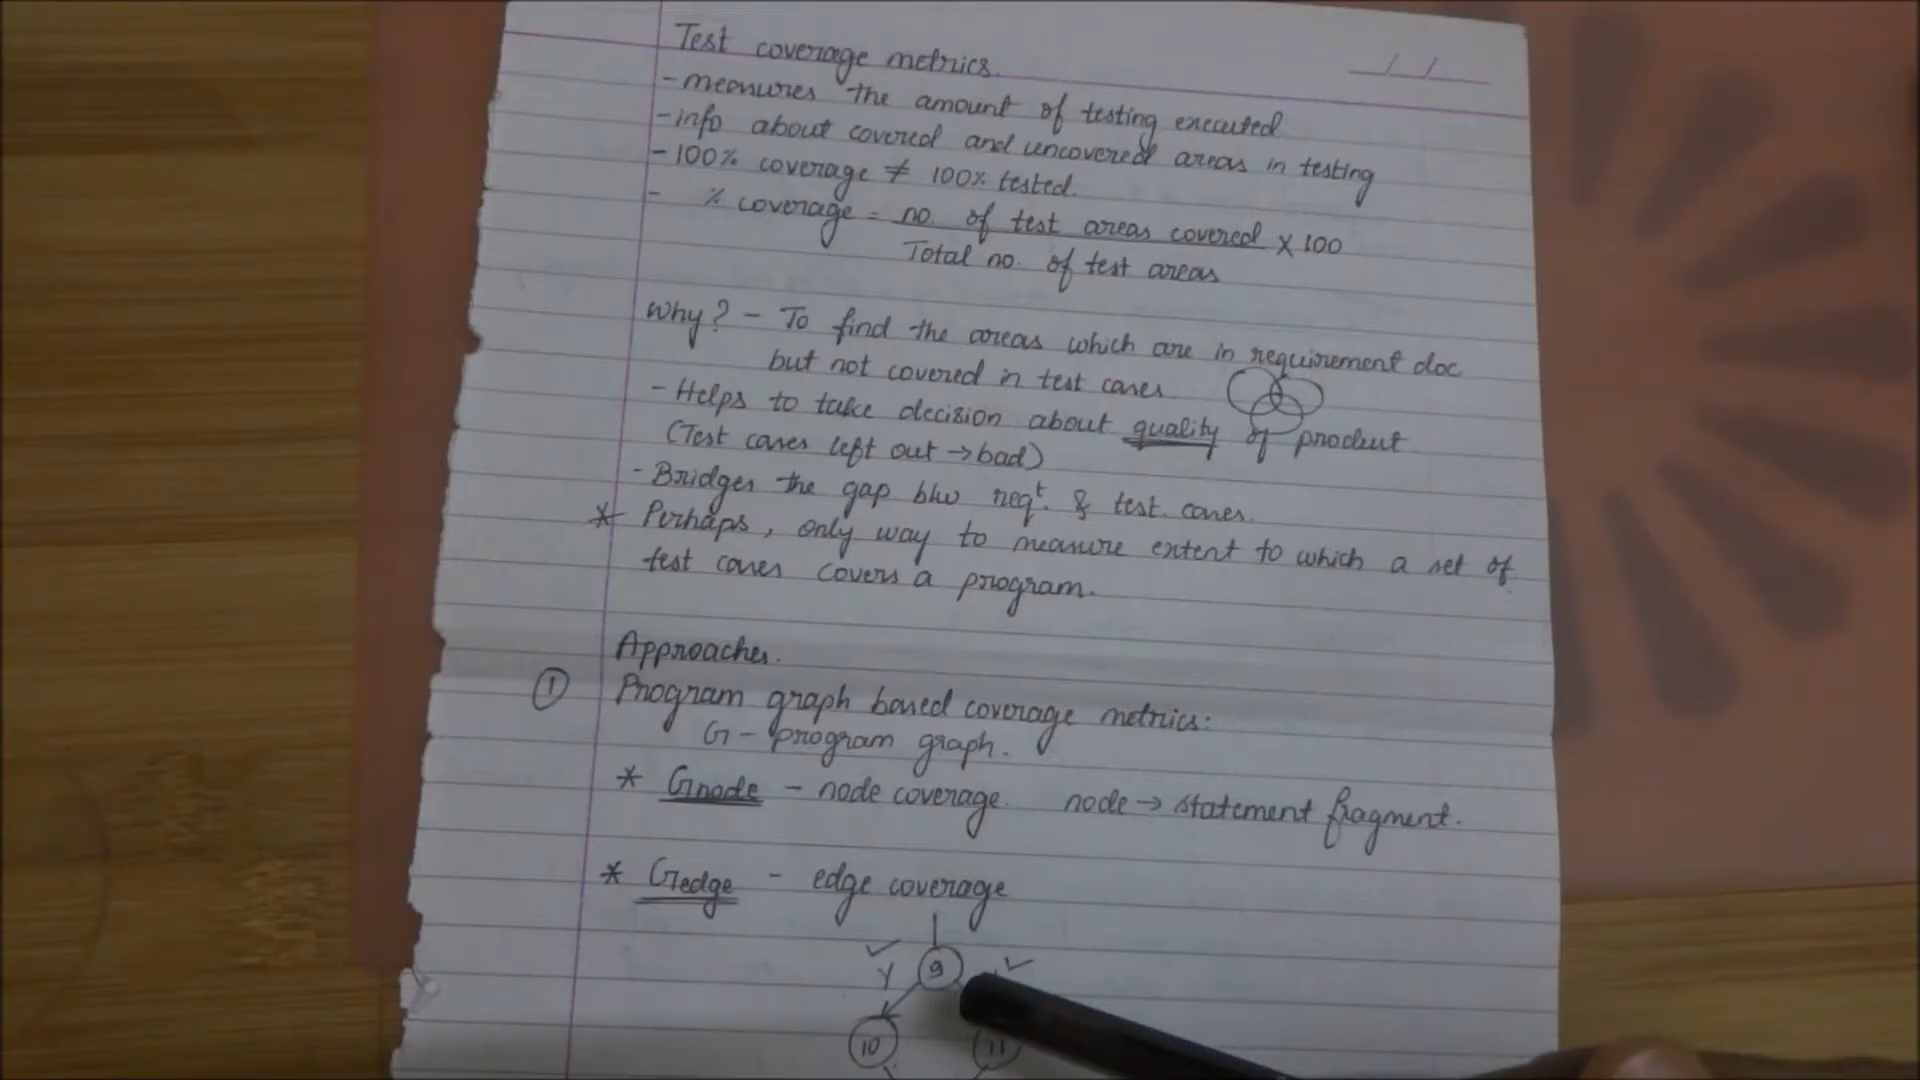 Test coverage metrics.
- measures the amount of testing executed
- info about covered and uncovered areas in testing
- 100% coverage ≠ 100% tested.
- % coverage = no. of test areas covered × 100
Total no. of test areas
Why? - To find the areas which are in requirement doc
but not covered in test cases
- Helps to take decision about quality of product
(Test cases left out → bad)
- Bridges the gap b/w reqt. & test cases.
* Perhaps, only way to measure extent to which a set of
test cases covers a program.
Approaches.
① Program graph based coverage metrics:
G - program graph.
* Gnode - node coverage. node → statement fragment.
* Gedge - edge coverage
Y 9
10 11